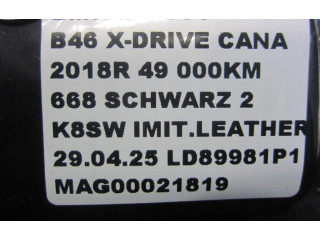 B46 X-DRIVE CANA
2018R 49 000KM
668 SCHWARZ 2
K8SW IMIT.LEATHER
29.04.25 LD89981P1
MAG00021819